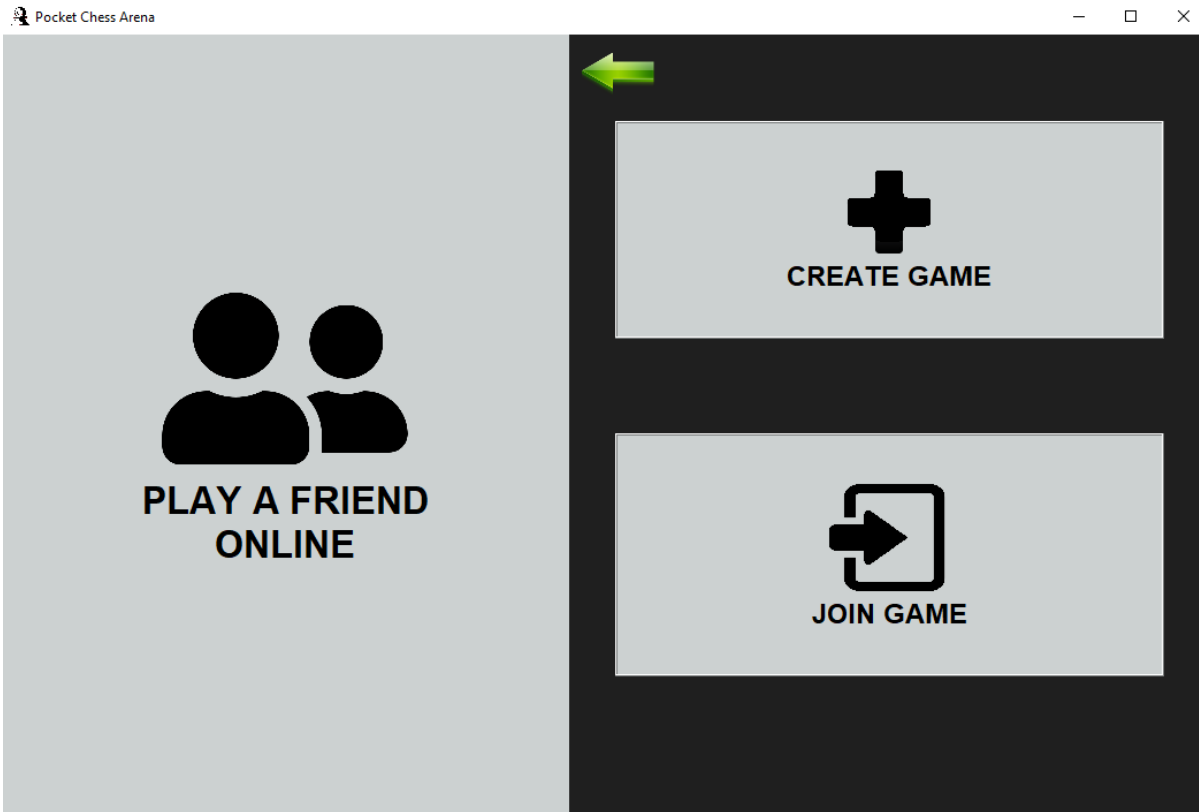 Pocket Chess Arena
PLAY A FRIEND
ONLINE
CREATE GAME
JOIN GAME